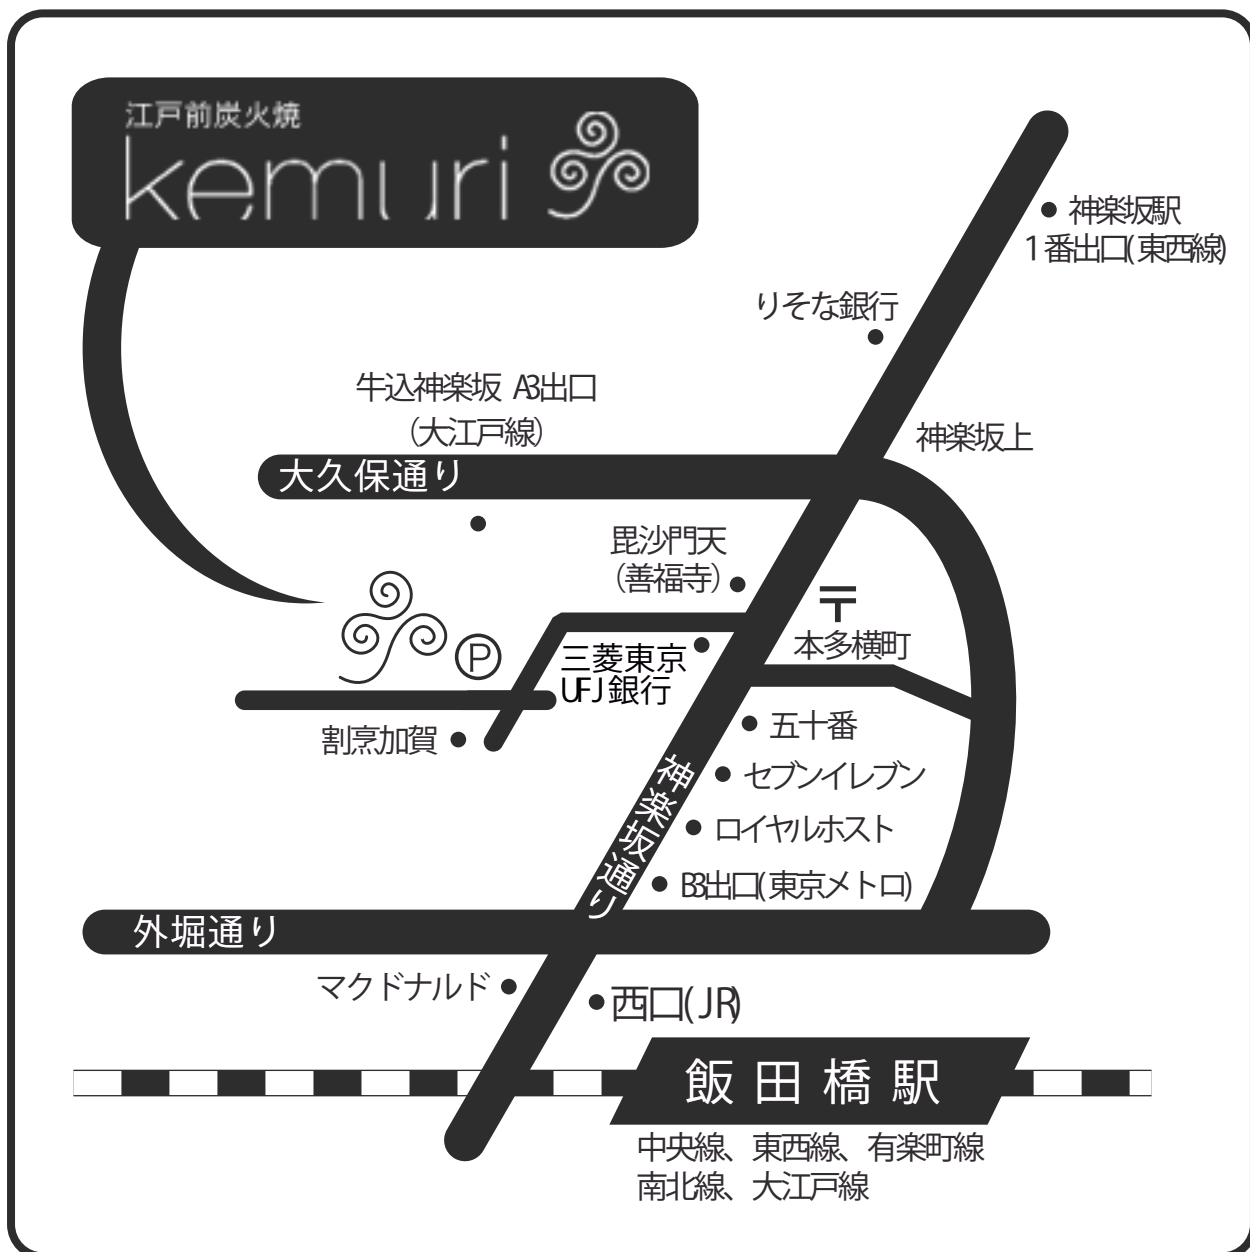 江戸前炭火焼
kemuri
神楽坂駅
1番出口(東西線)
りそな銀行
牛込神楽坂 A3出口
（大江戸線）
神楽坂上
大久保通り
毘沙門天
（善福寺）
〒
本多横町
三菱東京
UFJ銀行
P
割烹加賀
五十番
セブンイレブン
神楽坂通り
ロイヤルホスト
B3出口(東京メトロ)
外堀通り
マクドナルド
西口(JR)
飯田橋駅
中央線、東西線、有楽町線
南北線、大江戸線